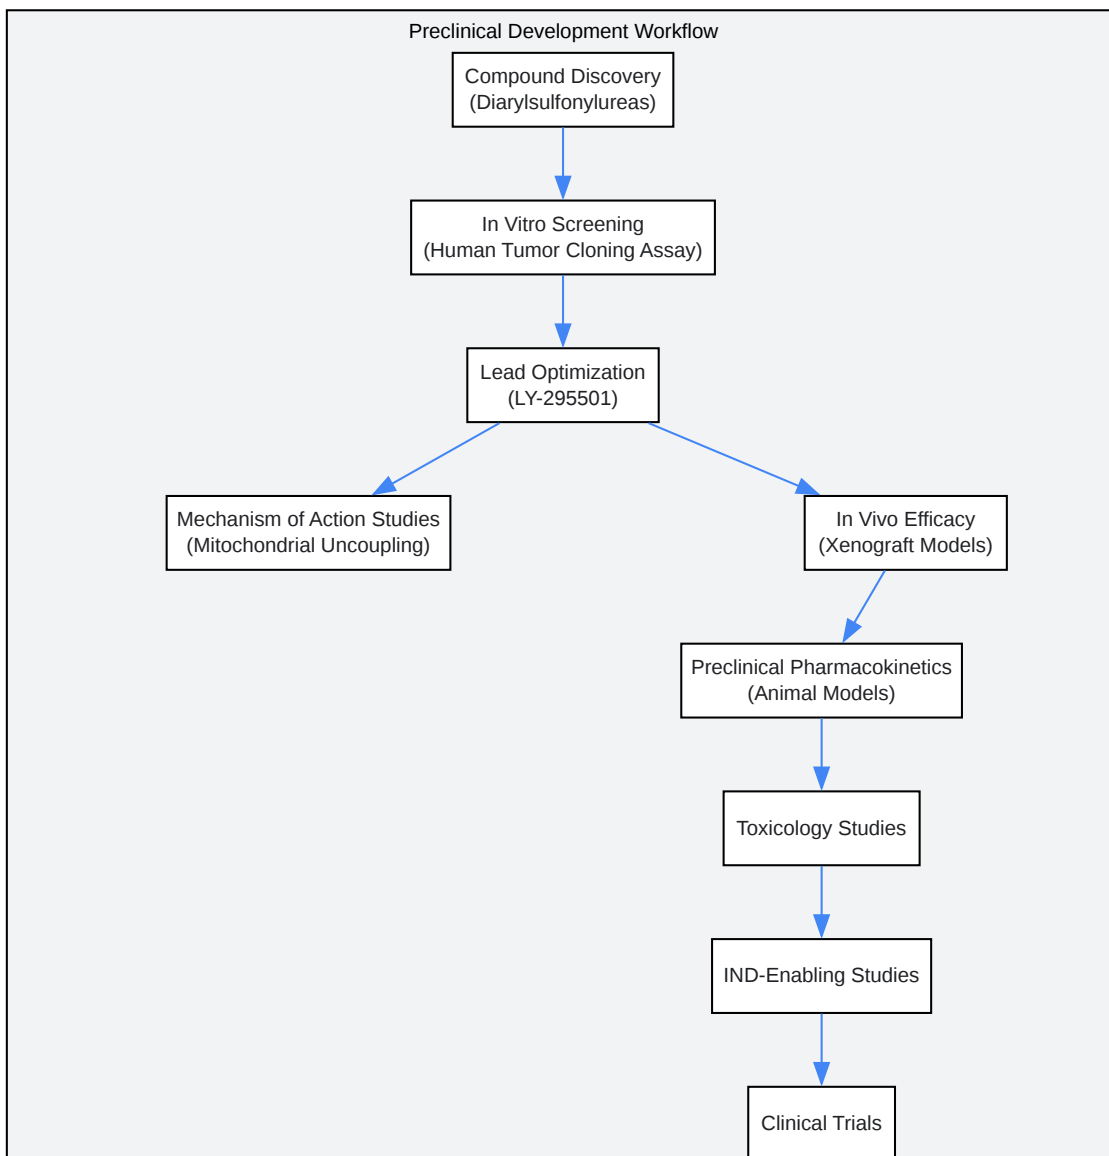 Preclinical Development Workflow
Compound Discovery
(Diarylsulfonylureas)
In Vitro Screening
(Human Tumor Cloning Assay)
Lead Optimization
(LY-295501)
Mechanism of Action Studies
(Mitochondrial Uncoupling)
In Vivo Efficacy
(Xenograft Models)
Preclinical Pharmacokinetics
(Animal Models)
Toxicology Studies
IND-Enabling Studies
Clinical Trials